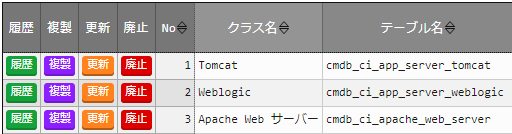 履歴 複製 更新 廃止 No クラス名 テーブル名
履歴 複製 更新 廃止 1 Tomcat cmdb_ci_app_server_tomcat
履歴 複製 更新 廃止 2 Weblogic cmdb_ci_app_server_weblogic
履歴 複製 更新 廃止 3 Apache Web サーバー cmdb_ci_apache_web_server